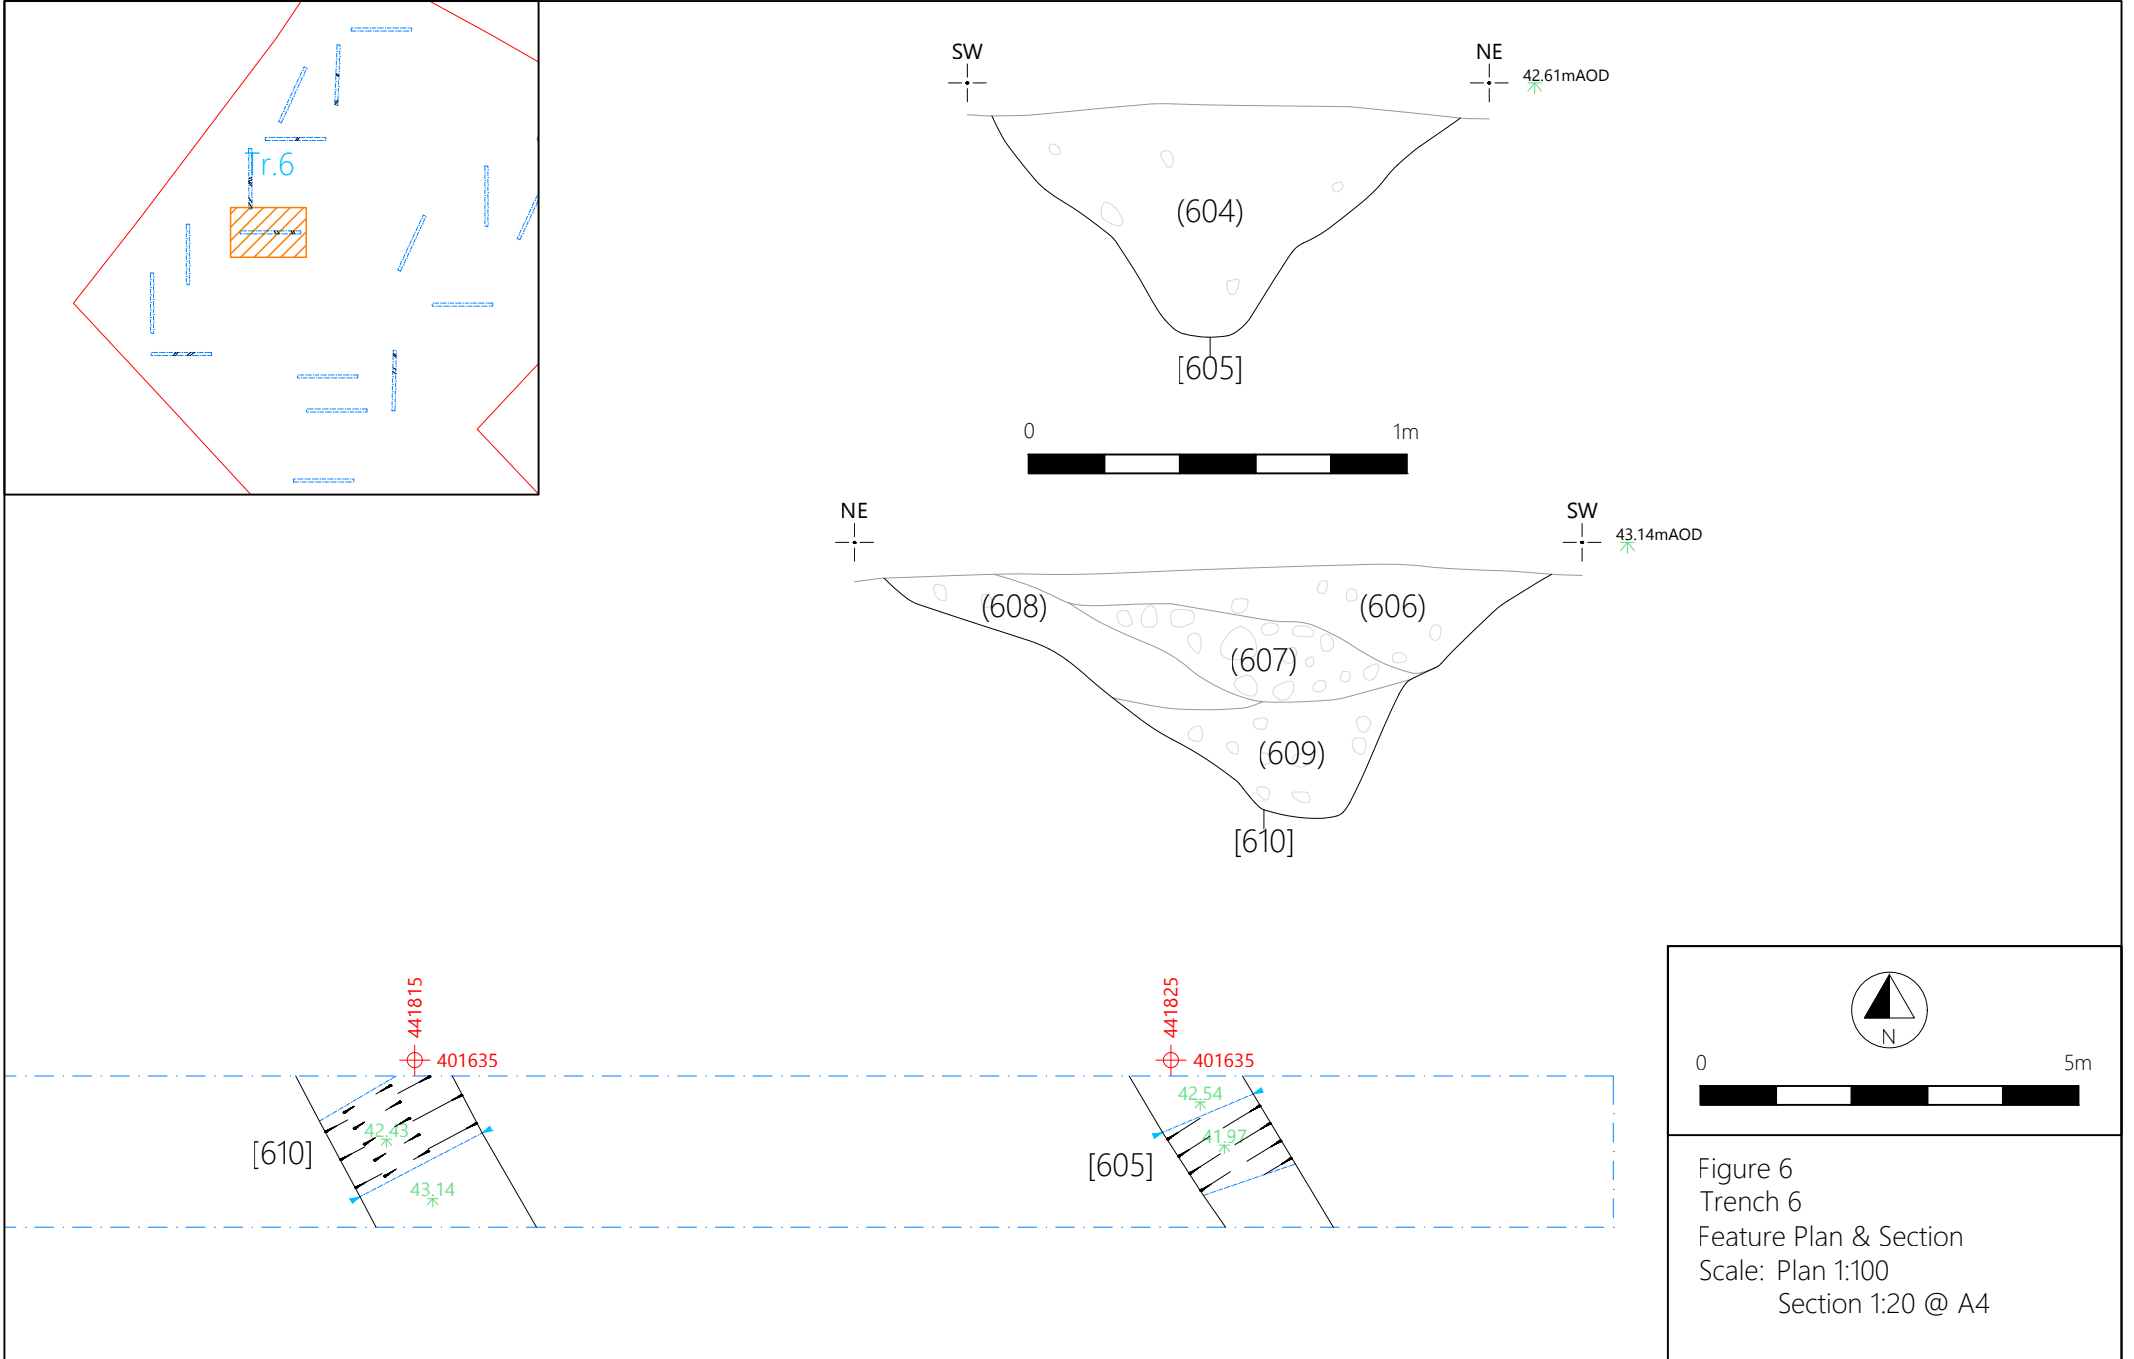 Tr.6
SW
NE
42.61mAOD
(604)
[605]
0
1m
NE
SW
43.14mAOD
(608)
(606)
(607)
(609)
[610]
441815
401635
441825
401635
42.54
42.43
41.97
[610]
[605]
43.14
N
0
5m
Figure 6
Trench 6
Feature Plan & Section
Scale: Plan 1:100
Section 1:20 @ A4